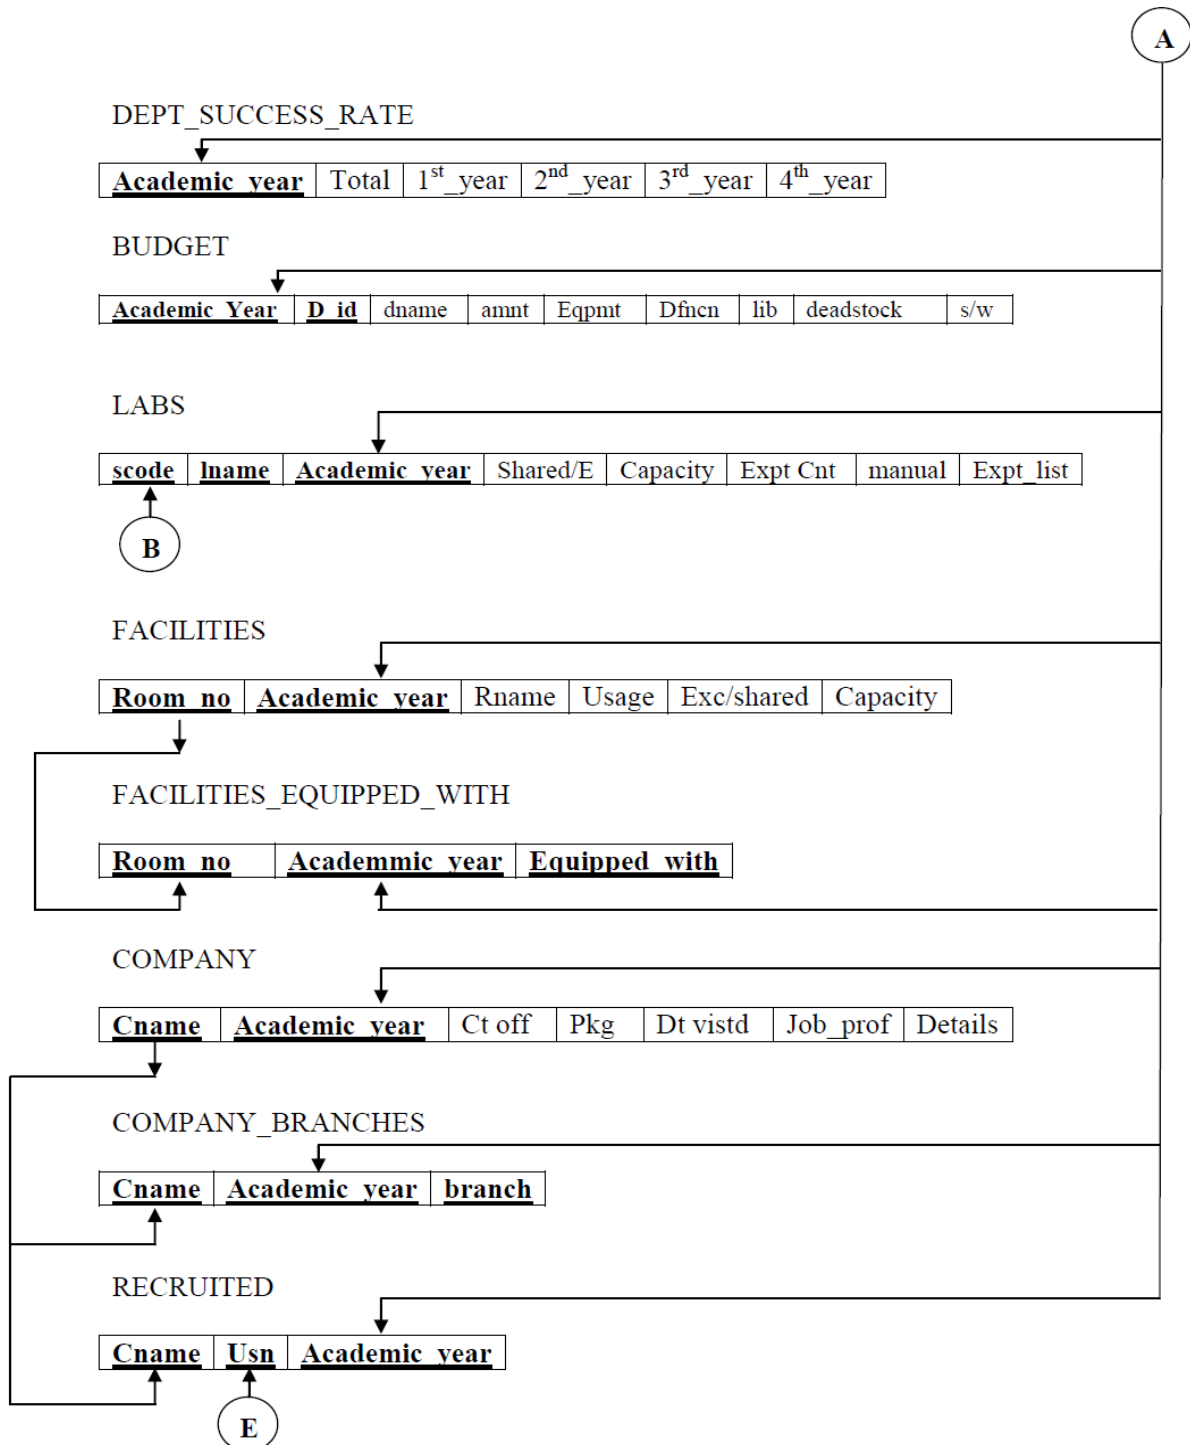 A
DEPT_SUCCESS_RATE
Academic_year Total 1st_year 2nd_year 3rd_year 4th_year
BUDGET
Academic_Year D_id dname amnt Eqpmt Dfncn lib deadstock s/w
LABS
scode lname Academic_year Shared/E Capacity Expt Cnt manual Expt_list
B
FACILITIES
Room_no Academic_year Rname Usage Exc/shared Capacity
FACILITIES_EQUIPPED_WITH
Room_no Academmic_year Equipped_with
COMPANY
Cname Academic_year Ct off Pkg Dt vistd Job_prof Details
COMPANY_BRANCHES
Cname Academic_year branch
RECRUITED
Cname Usn Academic_year
E